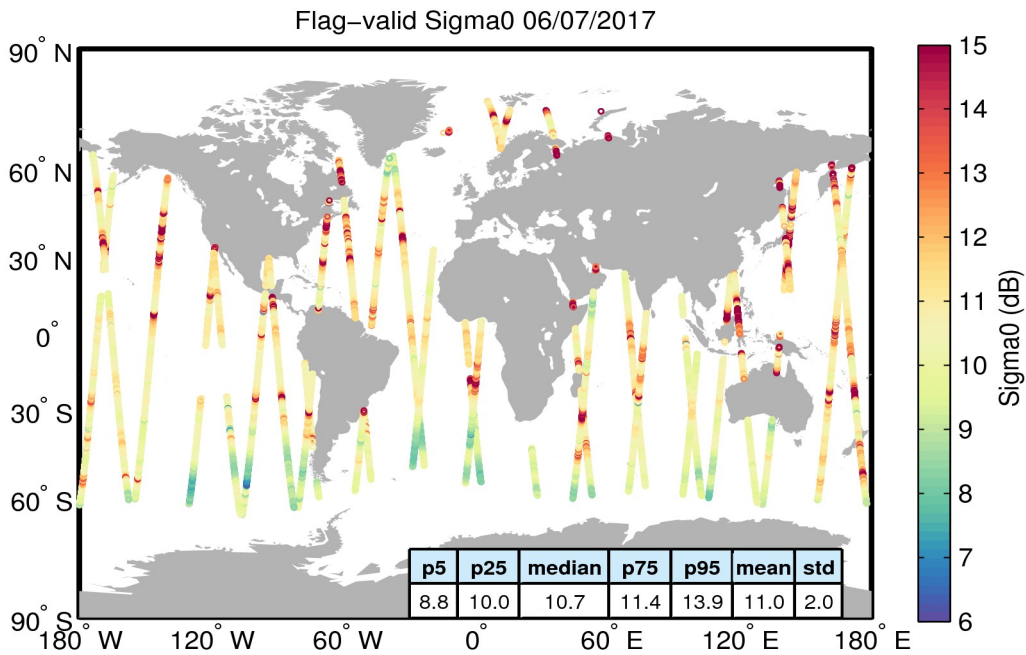 Flag−valid Sigma0 06/07/2017
90° N
60° N
30° N
0°
30° S
60° S
90° S
180° W
120° W
60° W
0°
60° E
120° E
180° E
p5 p25 median p75 p95 mean std
8.8 10.0 10.7 11.4 13.9 11.0 2.0
15
14
13
12
11
10
9
8
7
6
Sigma0 (dB)